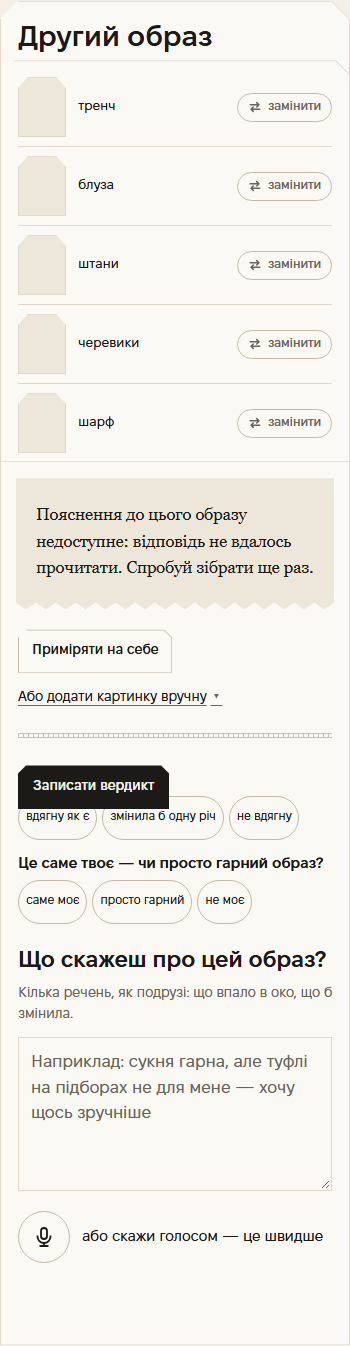 Другий образ
тренч
замінити
блуза
замінити
штани
замінити
черевики
замінити
шарф
замінити
Пояснення до цього образу
недоступне: відповідь не вдалось
прочитати. Спробуй зібрати ще раз.
Приміряти на себе
Або додати картинку вручну
Записати вердикт
вдягну як є
змінила б одну річ
не вдягну
Це саме твоє — чи просто гарний образ?
саме моє
просто гарний
не моє
Що скажеш про цей образ?
Кілька речень, як подрузі: що впало в око, що б
змінила.
Наприклад: сукня гарна, але туфлі
на підборах не для мене — хочу
щось зручніше
або скажи голосом — це швидше